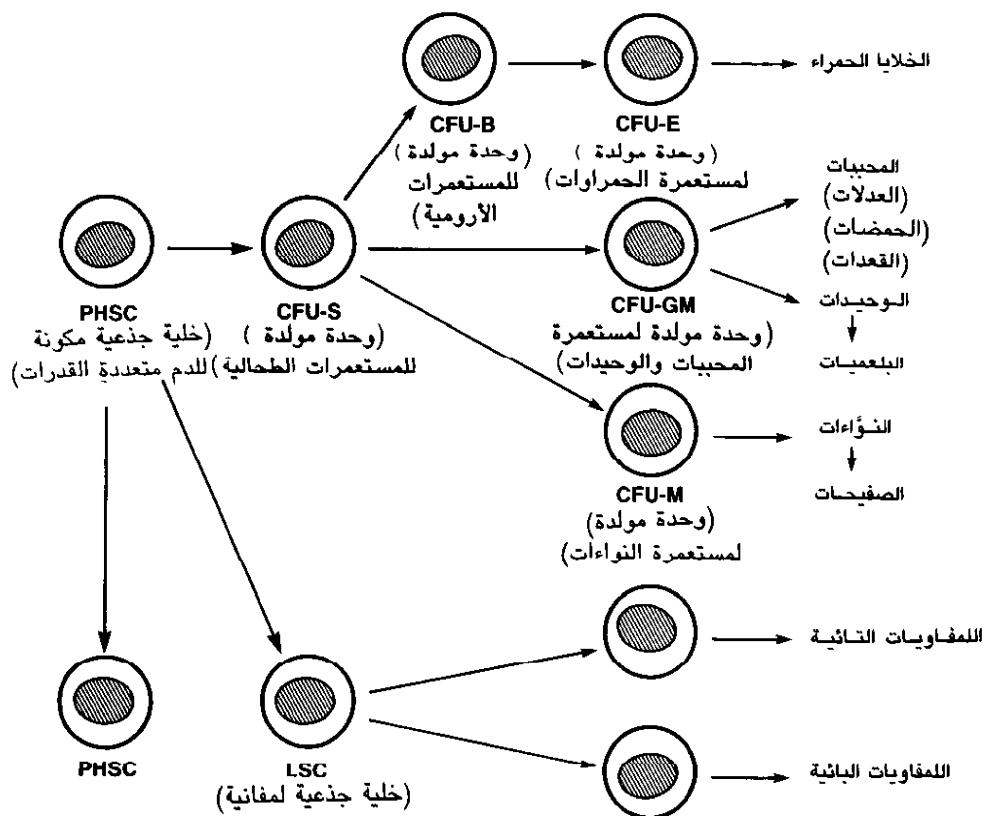 الخلايا الحمراء
CFU-B
CFU-E
(وحدة مولدة )
للمستعمرات
الأرومية)
(وحدة مولدة )
لمستعمرة الحمراوات)
المحببات
(العدلات)
(الحمضات)
(القعدات)
PHSC
CFU-S
CFU-GM
الوحيدات
(خلية جذعية مكونة
للدم متعددة القدرات)
(وحدة مولدة )
للمستعمرات الطحالية)
(وحدة مولدة لمستعمرة
المحببات والوحيدات)
البلعميات
النوَّاءات
الصفيحات
CFU-M
(وحدة مولدة)
لمستعمرة النواءات)
اللمفاويات التائية
PHSC
LSC
(خلية جذعية لمفانية)
اللمفاويات البائية